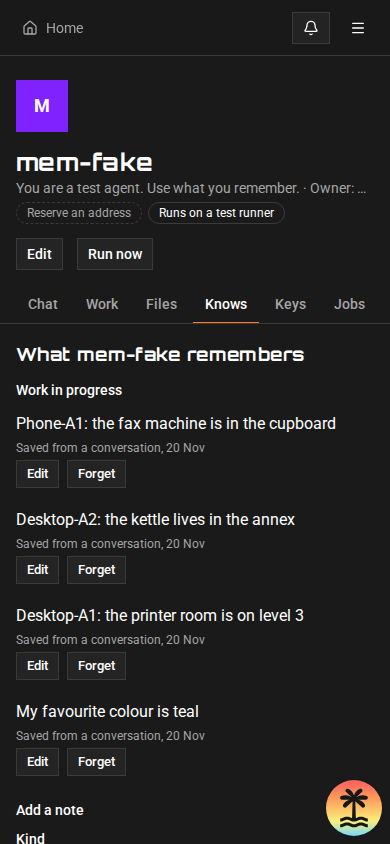 Home
M
mem-fake
You are a test agent. Use what you remember. · Owner: …
Reserve an address Runs on a test runner
Edit Run now
Chat Work Files Knows Keys Jobs
What mem-fake remembers
Work in progress
Phone-A1: the fax machine is in the cupboard
Saved from a conversation, 20 Nov
Edit Forget
Desktop-A2: the kettle lives in the annex
Saved from a conversation, 20 Nov
Edit Forget
Desktop-A1: the printer room is on level 3
Saved from a conversation, 20 Nov
Edit Forget
My favourite colour is teal
Saved from a conversation, 20 Nov
Edit Forget
Add a note
Kind